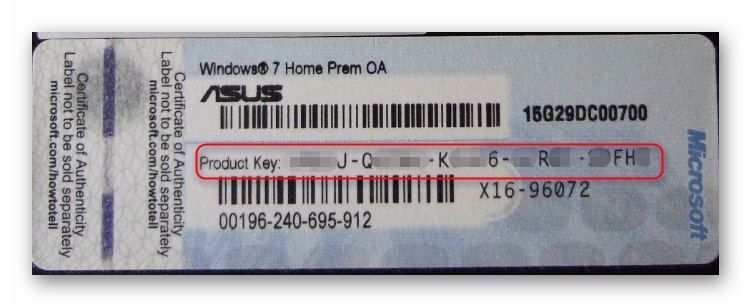 Certificate of Authenticity
Label not to be sold separately
microsoft.com/howtotell
Certificate of Authenticity
Label not to be sold separately
microsoft.com/howtotell
Windows® 7 Home Prem OA
ASUS
15G29DC00700
Product Key: J-Q -K 6- R - FH
X16-96072
00196-240-695-912
Microsoft